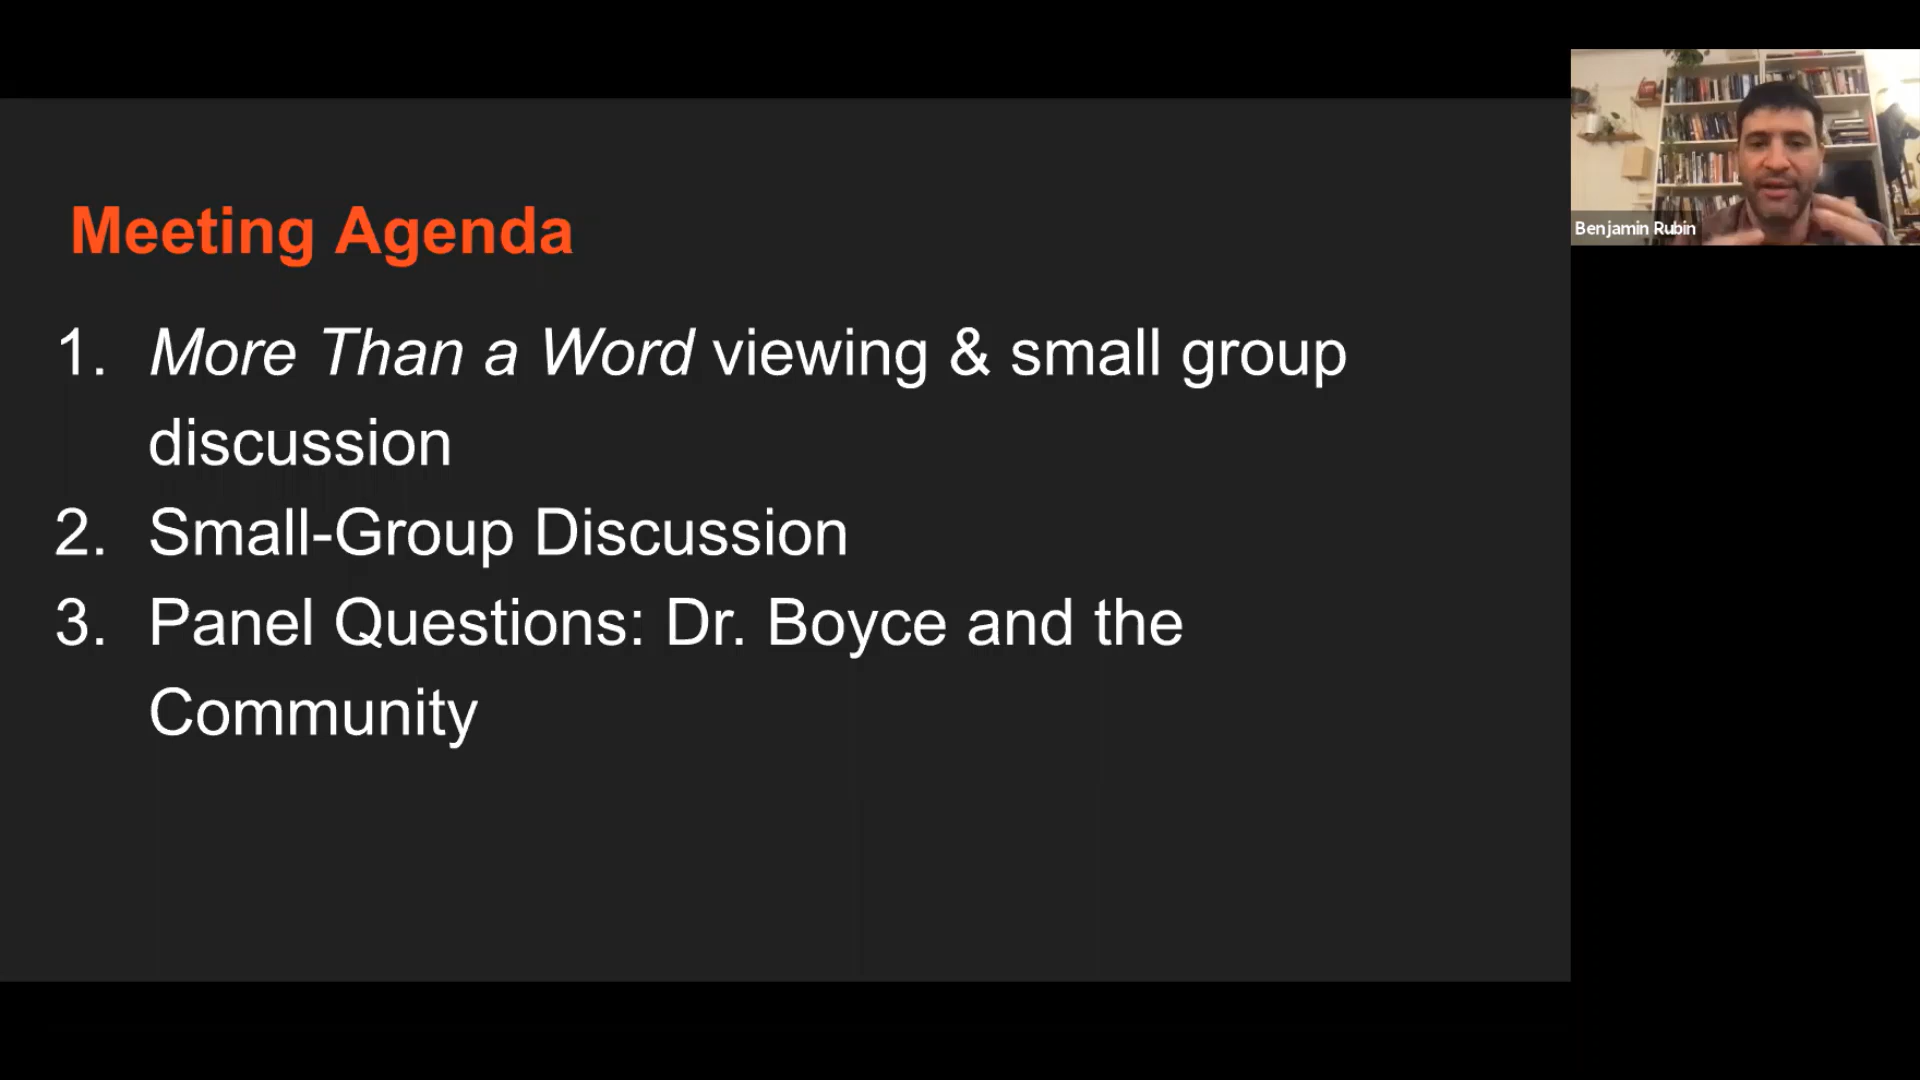 Meeting Agenda
1. More Than a Word viewing & small group
discussion
2. Small-Group Discussion
3. Panel Questions: Dr. Boyce and the
Community
Benjamin Rubin